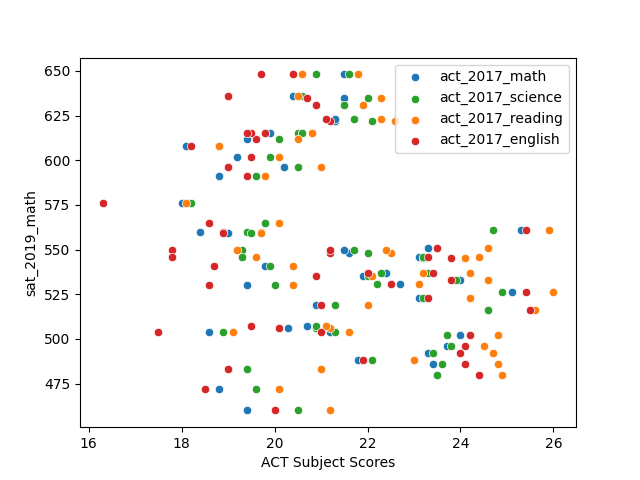 650
625
600
575
550
525
500
475
sat_2019_math
16
18
20
22
24
26
ACT Subject Scores
act_2017_math
act_2017_science
act_2017_reading
act_2017_english